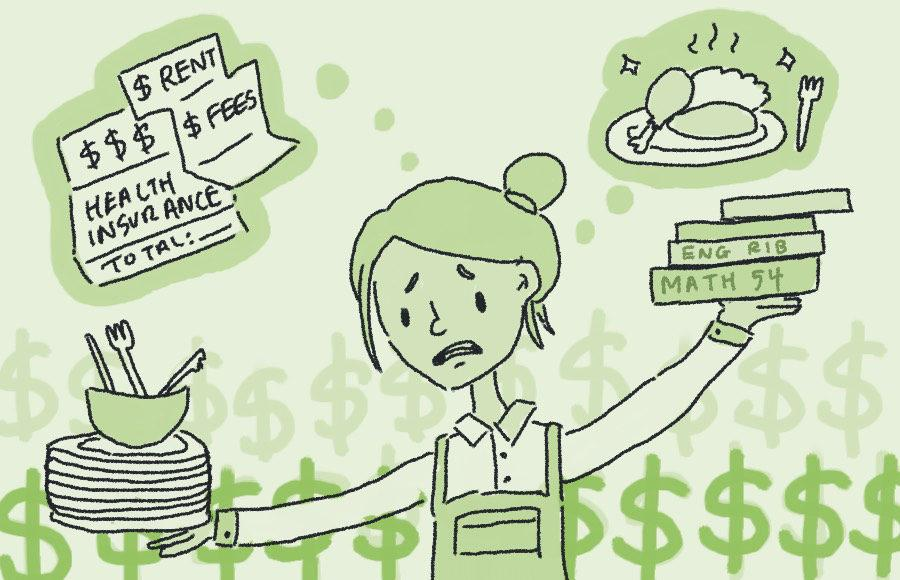 $ RENT
$ FEES
$ $ $
HEALTH
INSURANCE
TOTAL:
ENG R1B
MATH 54
$ $ $ $ $ $ $ $ $
$ $ $ $ $ $ $ $ $ $